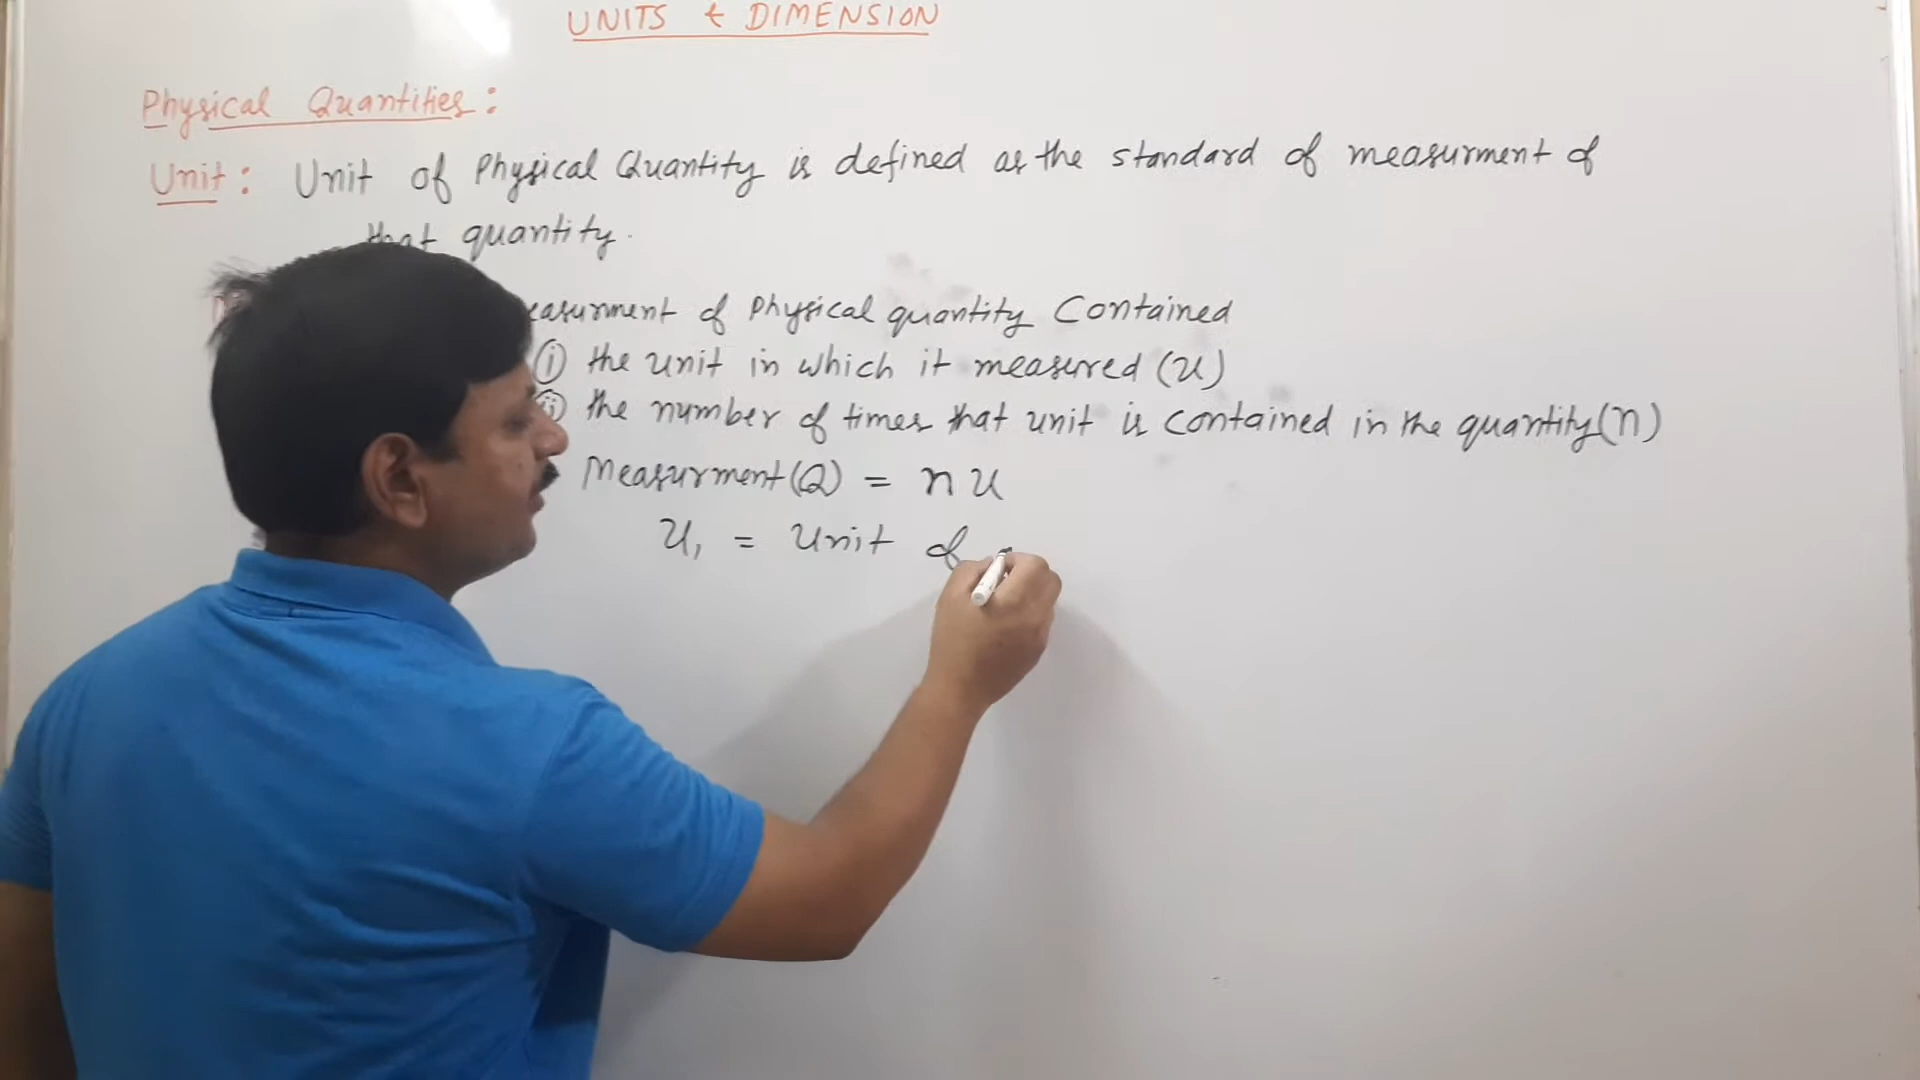 UNITS & DIMENSION
Physical Quantities:
Unit: Unit of Physical Quantity is defined as the standard of measurment of
that quantity.
easurment of Physical quantity Contained
(i) the unit in which it measured (u)
(ii) the number of times that unit is contained in the quantity (n)
Measurment (Q) = n u
u₁ = Unit of